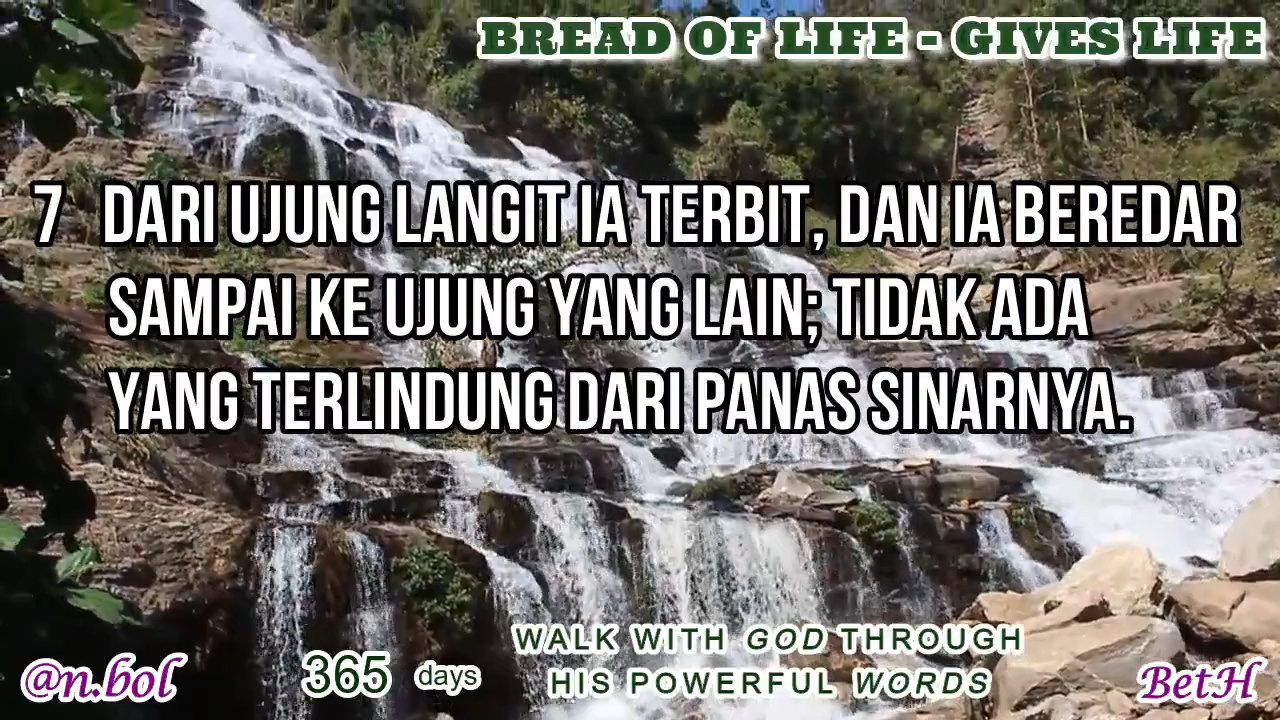 BREAD OF LIFE - GIVES LIFE
7 DARI UJUNG LANGIT IA TERBIT, DAN IA BEREDAR
SAMPAI KE UJUNG YANG LAIN; TIDAK ADA
YANG TERLINDUNG DARI PANAS SINARNYA.
WALK WITH GOD THROUGH
HIS POWERFUL WORDS
@n.bol
365 days
BetH